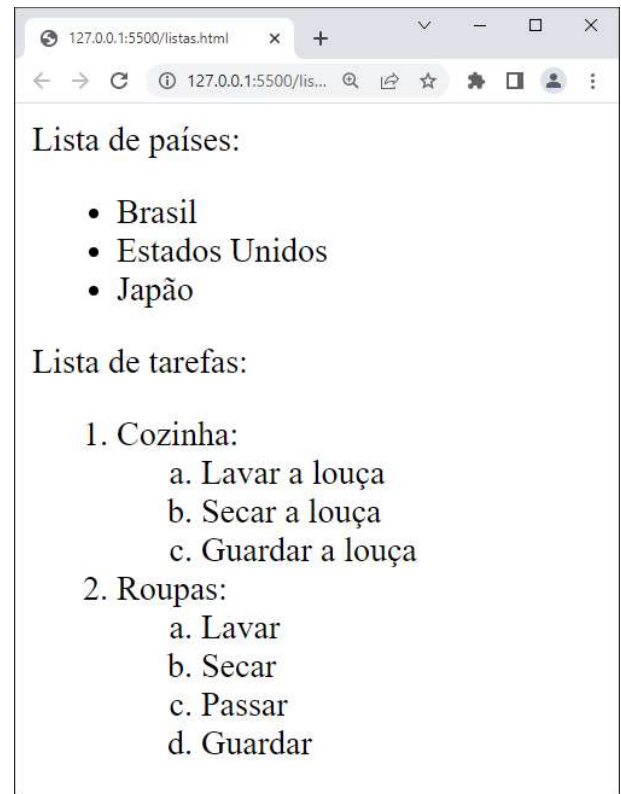 127.0.0.1:5500/listas.html
127.0.0.1:5500/lis...
Lista de países:
• Brasil
• Estados Unidos
• Japão
Lista de tarefas:
1. Cozinha:
a. Lavar a louça
b. Secar a louça
c. Guardar a louça
2. Roupas:
a. Lavar
b. Secar
c. Passar
d. Guardar